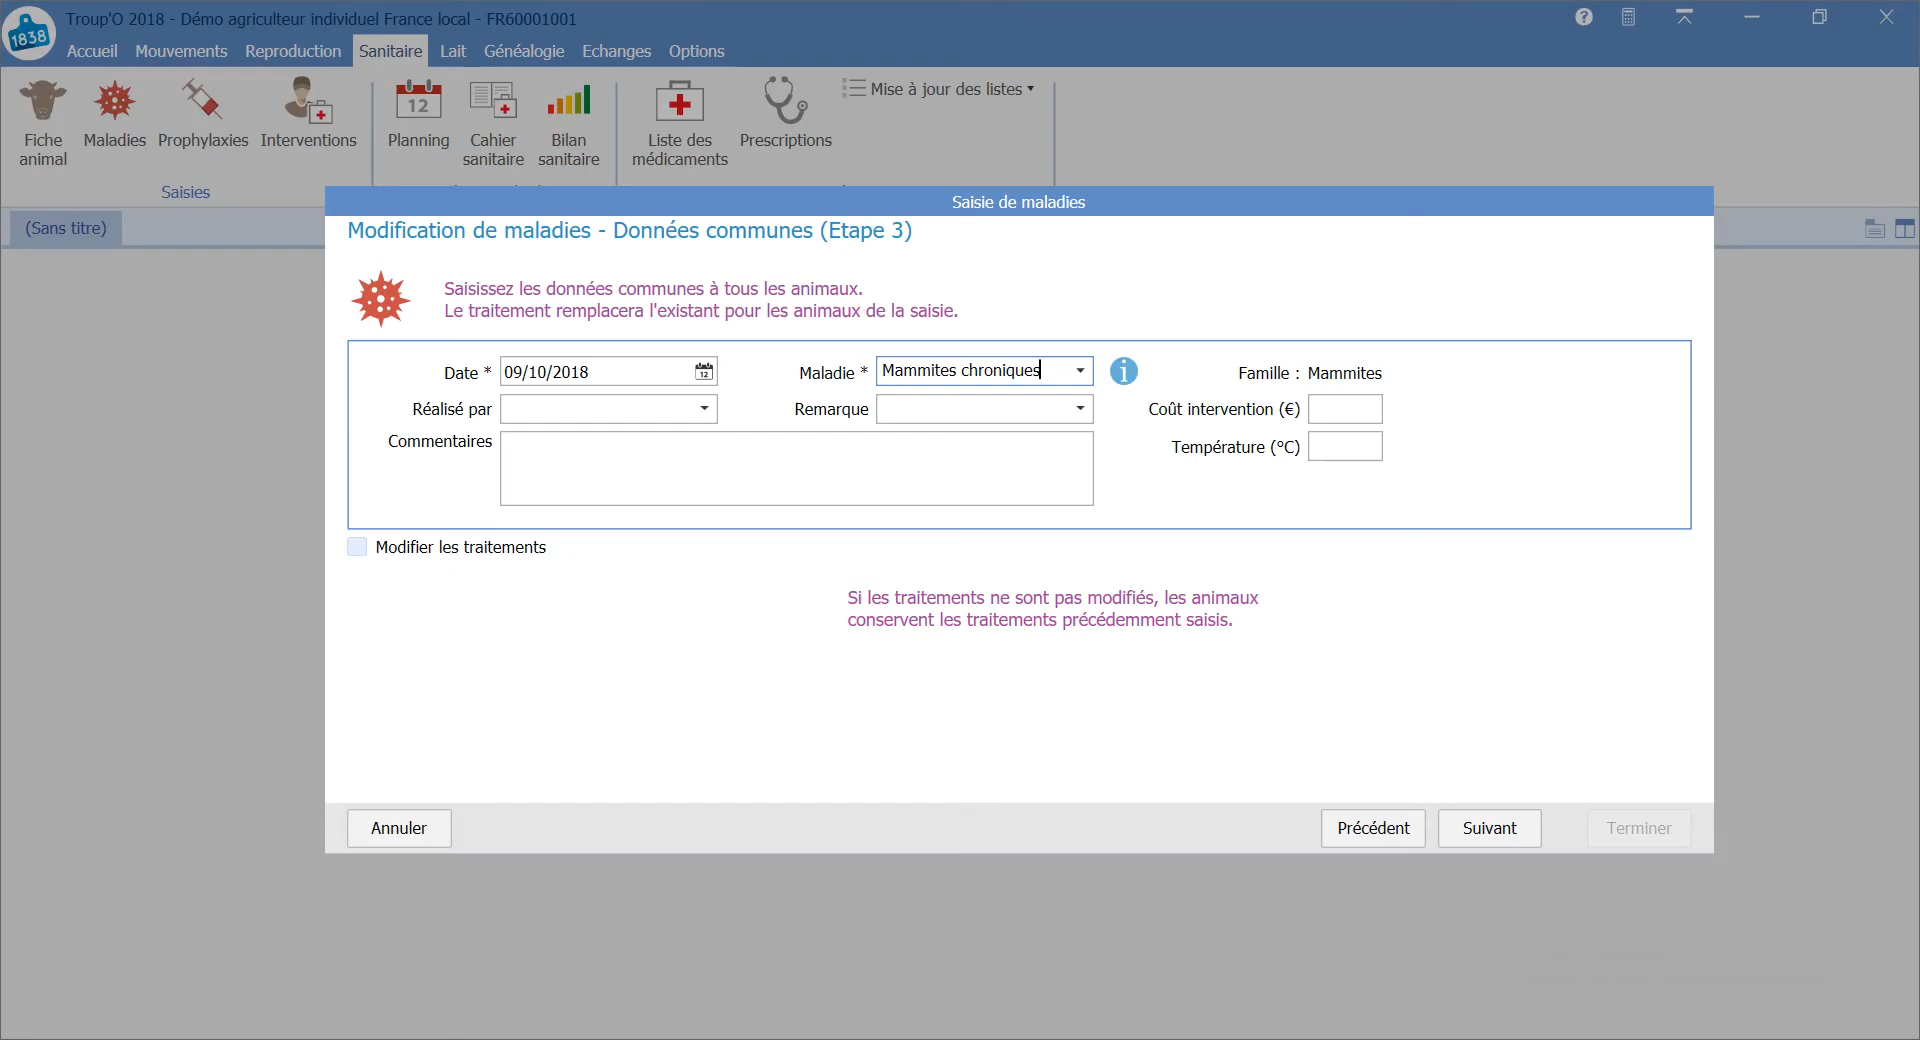 Troup'O 2018 - Démo agriculteur individuel France local - FR60001001
1838
Accueil Mouvements Reproduction Sanitaire Lait Généalogie Echanges Options
Fiche animal
Maladies
Prophylaxies
Interventions
12
Planning
Cahier sanitaire
Bilan sanitaire
Liste des médicaments
Prescriptions
Mise à jour des listes
Saisies
(Sans titre)
Saisie de maladies
Modification de maladies - Données communes (Etape 3)
Saisissez les données communes à tous les animaux.
Le traitement remplacera l'existant pour les animaux de la saisie.
Date * 09/10/2018 12 Maladie * Mammites chroniques i Famille : Mammites
Réalisé par Remarque Coût intervention (€)
Commentaires Température (°C)
Modifier les traitements
Si les traitements ne sont pas modifiés, les animaux
conservent les traitements précédemment saisis.
Annuler Précédent Suivant Terminer